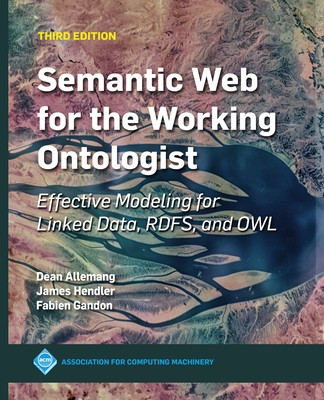 THIRD EDITION
Semantic Web
for the Working
Ontologist
Effective Modeling for
Linked Data, RDFS, and OWL
Dean Allemang
James Hendler
Fabien Gandon
acm ASSOCIATION FOR COMPUTING MACHINERY